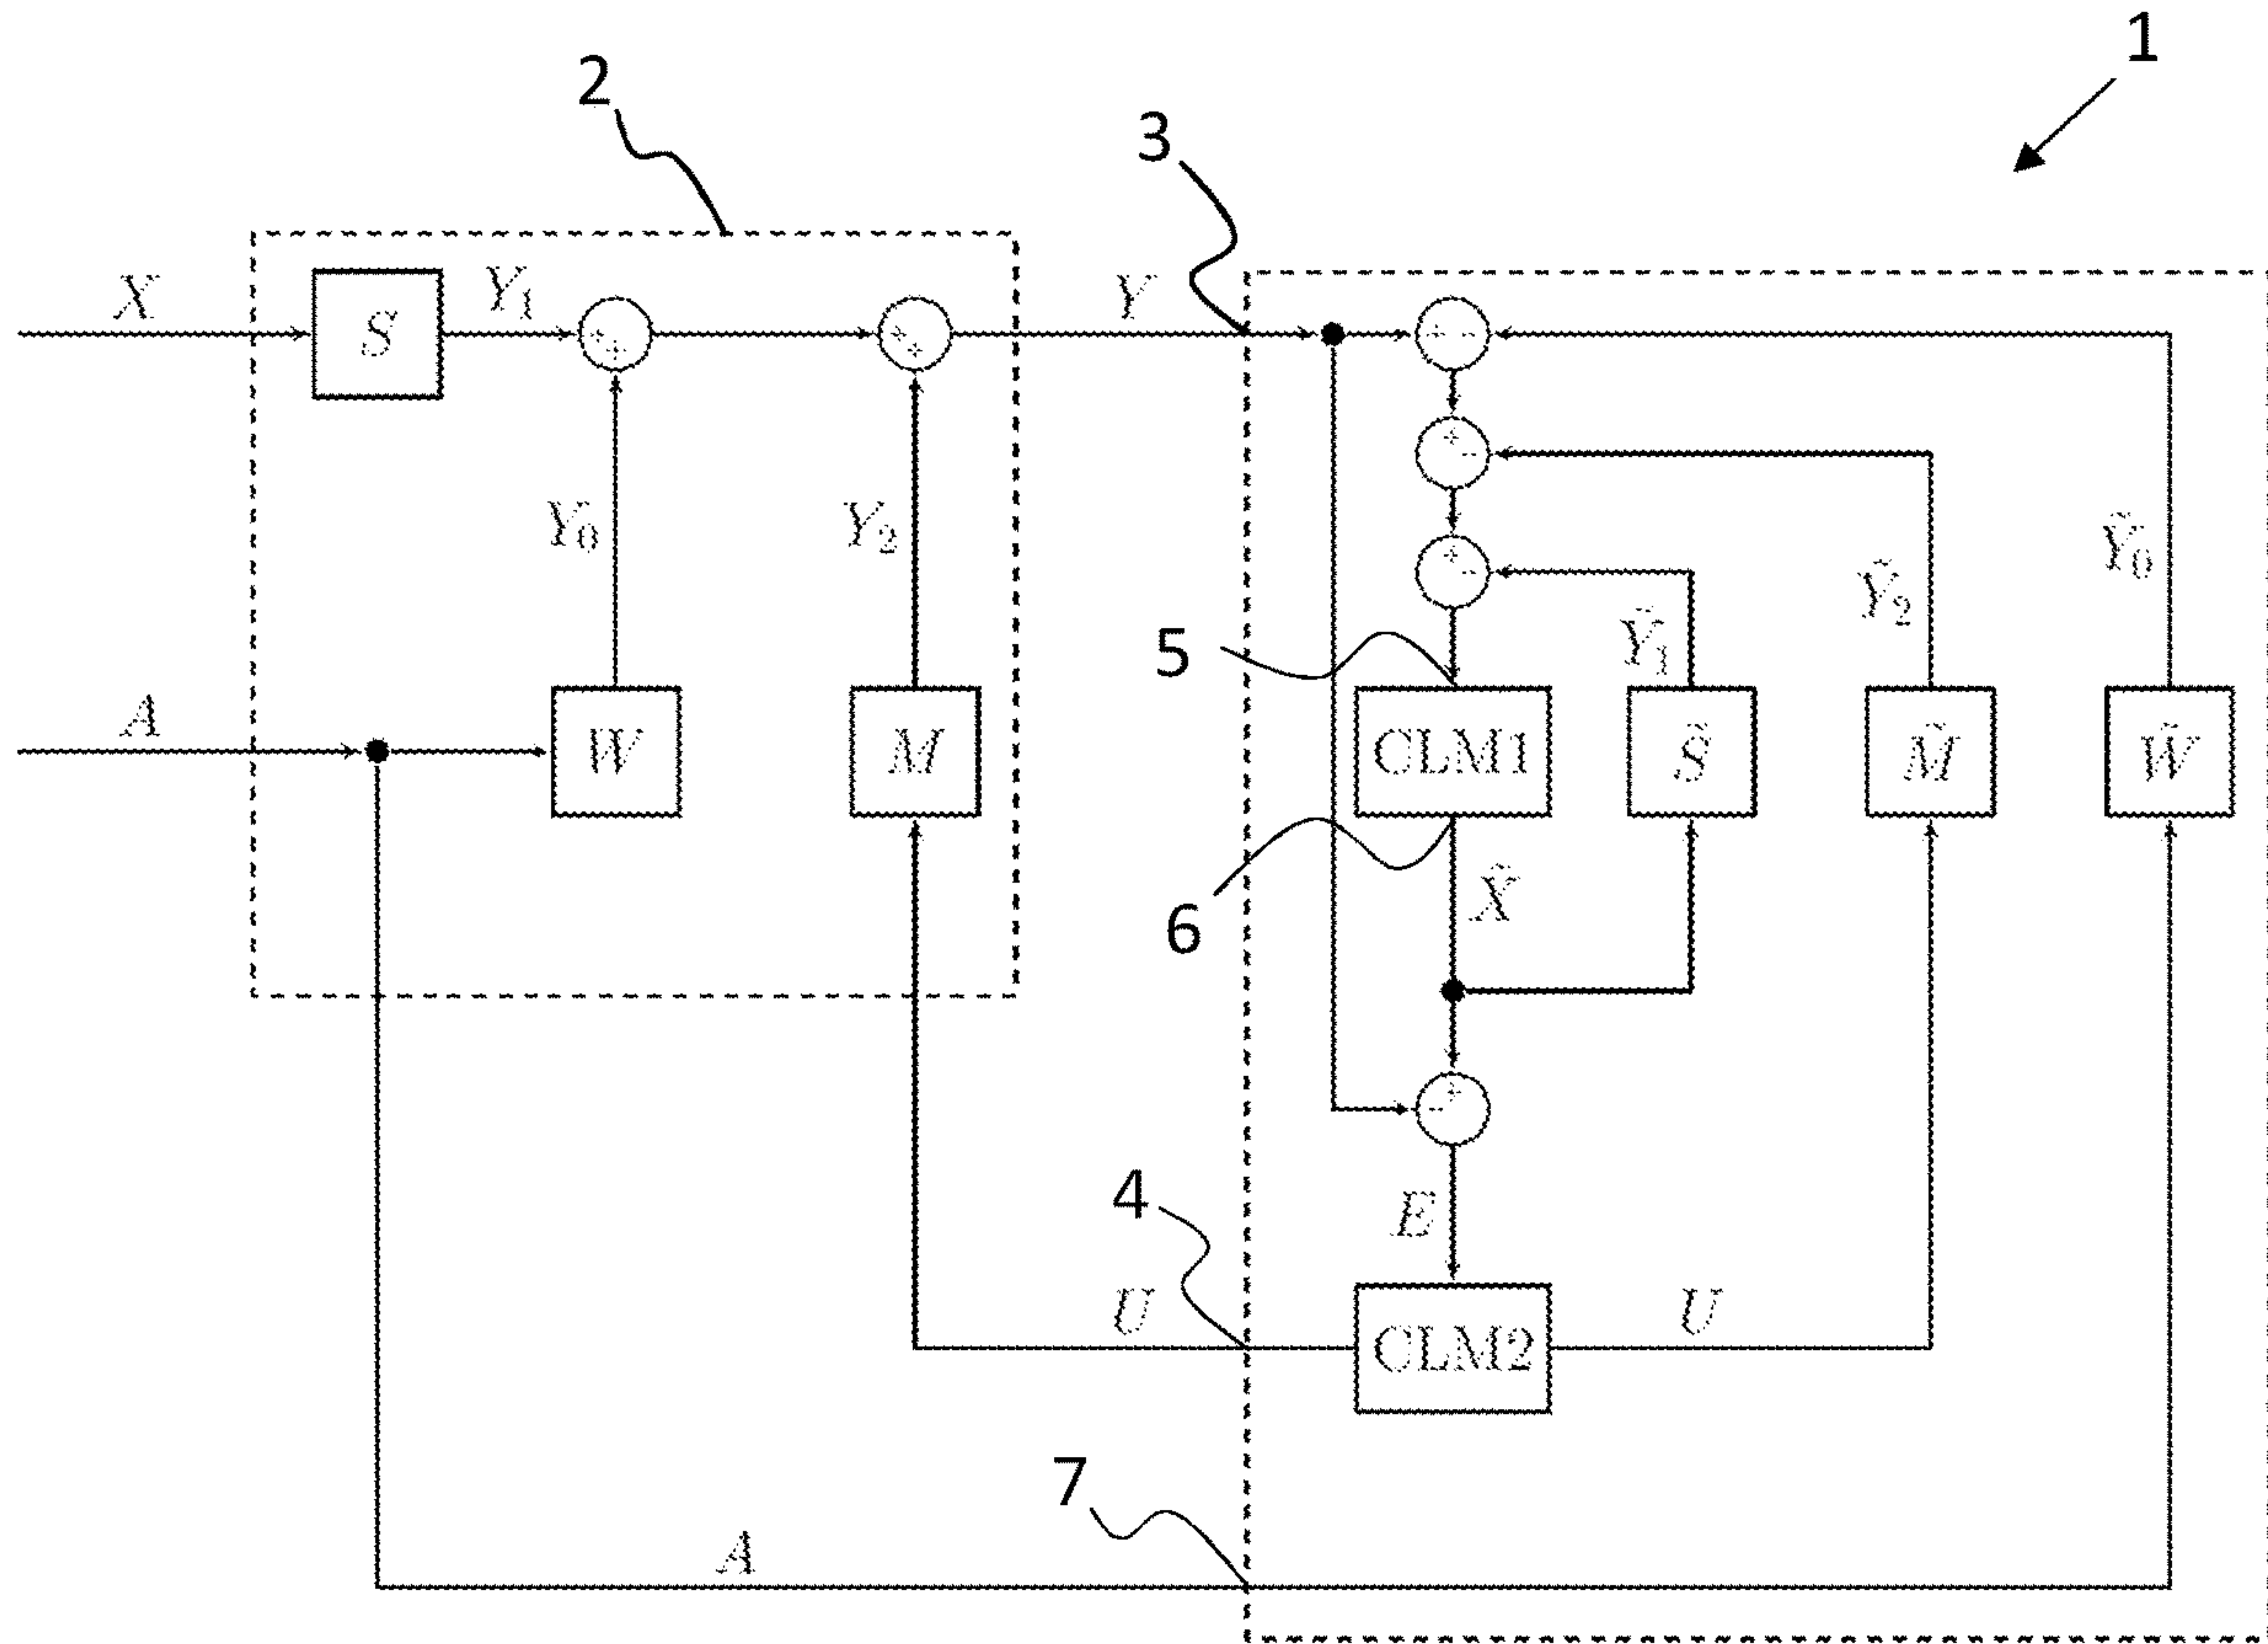 1
2
3
X
S
Y₁
Y
+
+
+
+
+ -
+
-
+
-
Y₀
Y₂
Ỹ₁
Ỹ₂
Ỹ₀
5
A
W
M
CLM1
S̃
M̃
W̃
6
X̃
+
-
4
E
U
CLM2
U
7
A